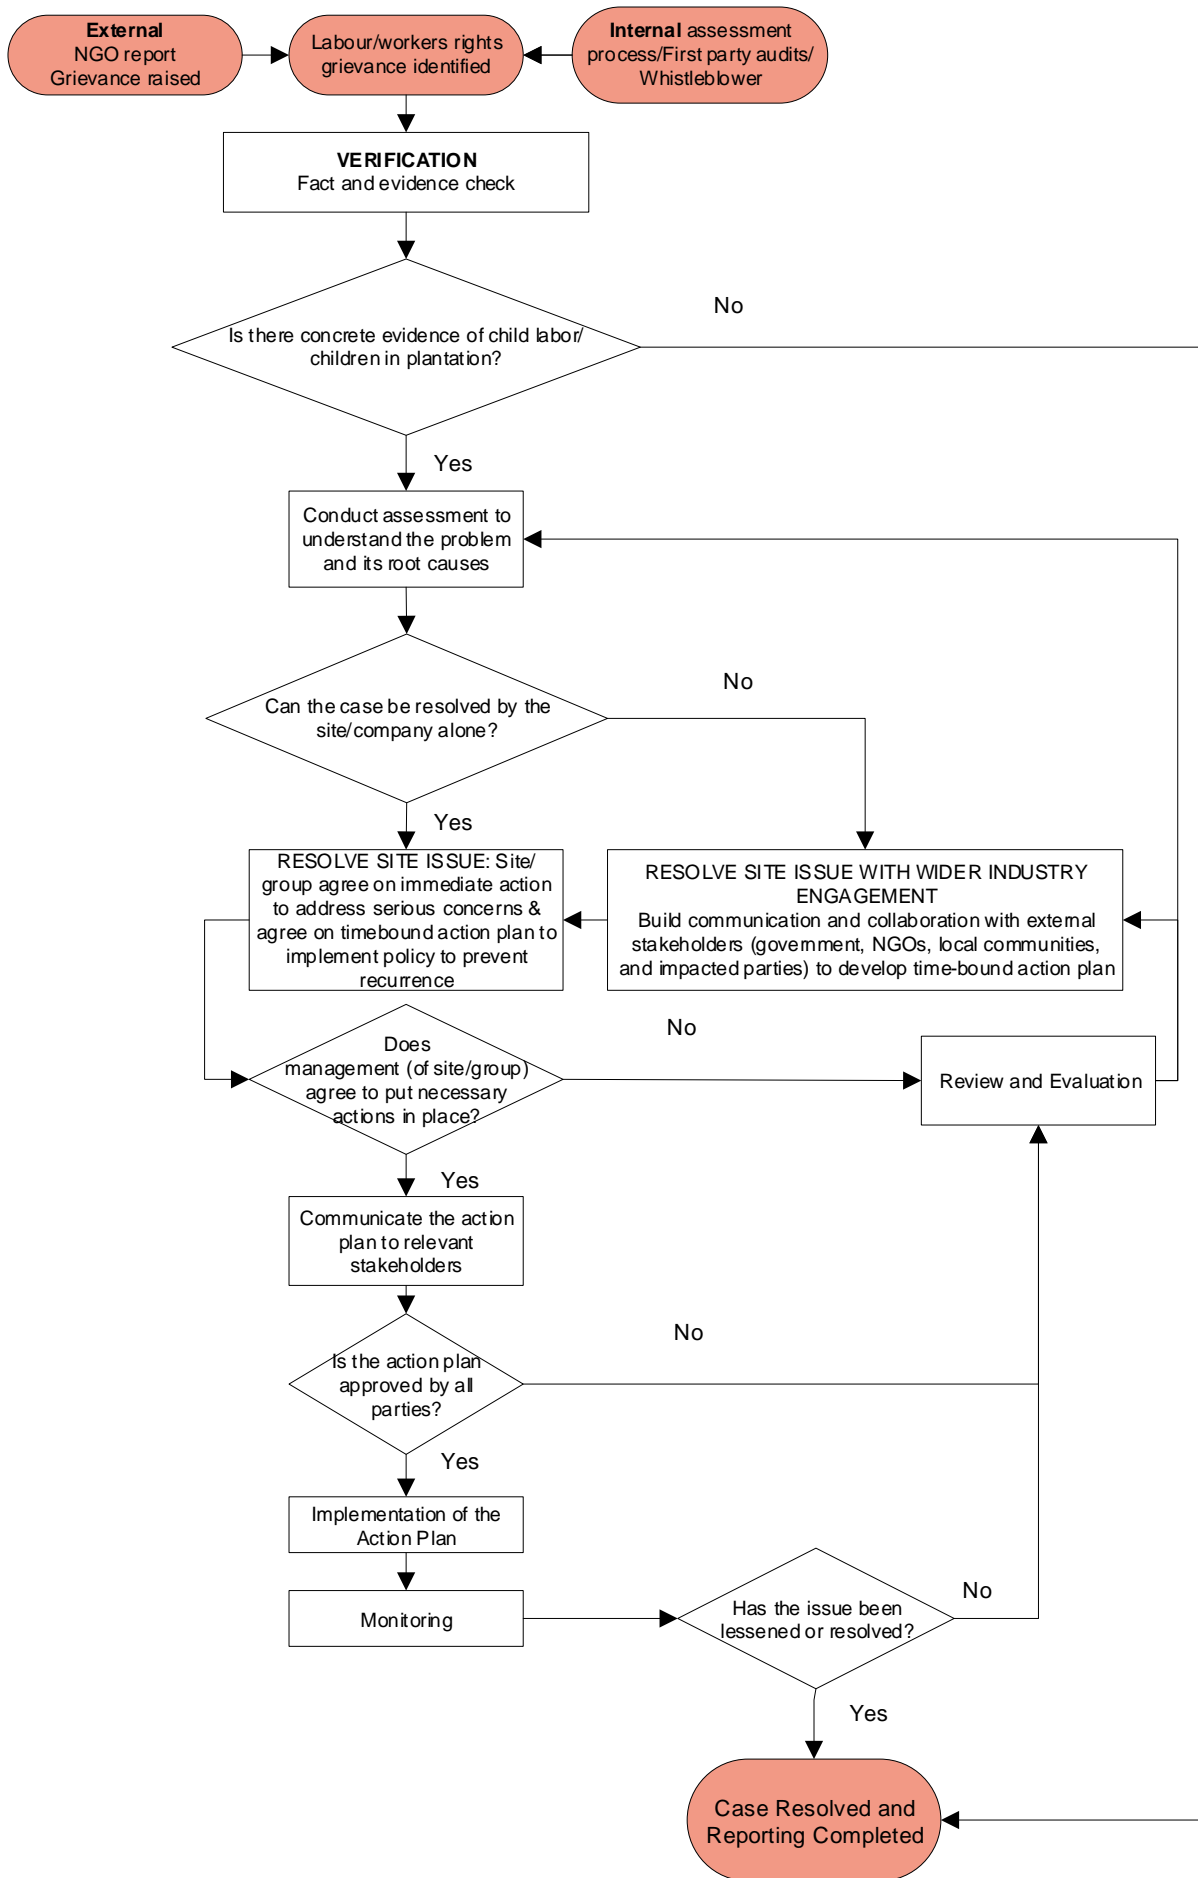 External
NGO report
Grievance raised
Labour/workers rights
grievance identified
Internal assessment
process/First party audits/
Whistleblower
VERIFICATION
Fact and evidence check
Is there concrete evidence of child labor/
children in plantation?
No
Yes
Conduct assessment to
understand the problem
and its root causes
Can the case be resolved by the
site/company alone?
No
Yes
RESOLVE SITE ISSUE: Site/
group agree on immediate action
to address serious concerns &
agree on timebound action plan to
implement policy to prevent
recurrence
RESOLVE SITE ISSUE WITH WIDER INDUSTRY
ENGAGEMENT
Build communication and collaboration with external
stakeholders (government, NGOs, local communities,
and impacted parties) to develop time-bound action plan
Does
management (of site/group)
agree to put necessary
actions in place?
No
Review and Evaluation
Yes
Communicate the action
plan to relevant
stakeholders
Is the action plan
approved by all
parties?
No
Yes
Implementation of the
Action Plan
Monitoring
Has the issue been
lessened or resolved?
No
Yes
Case Resolved and
Reporting Completed